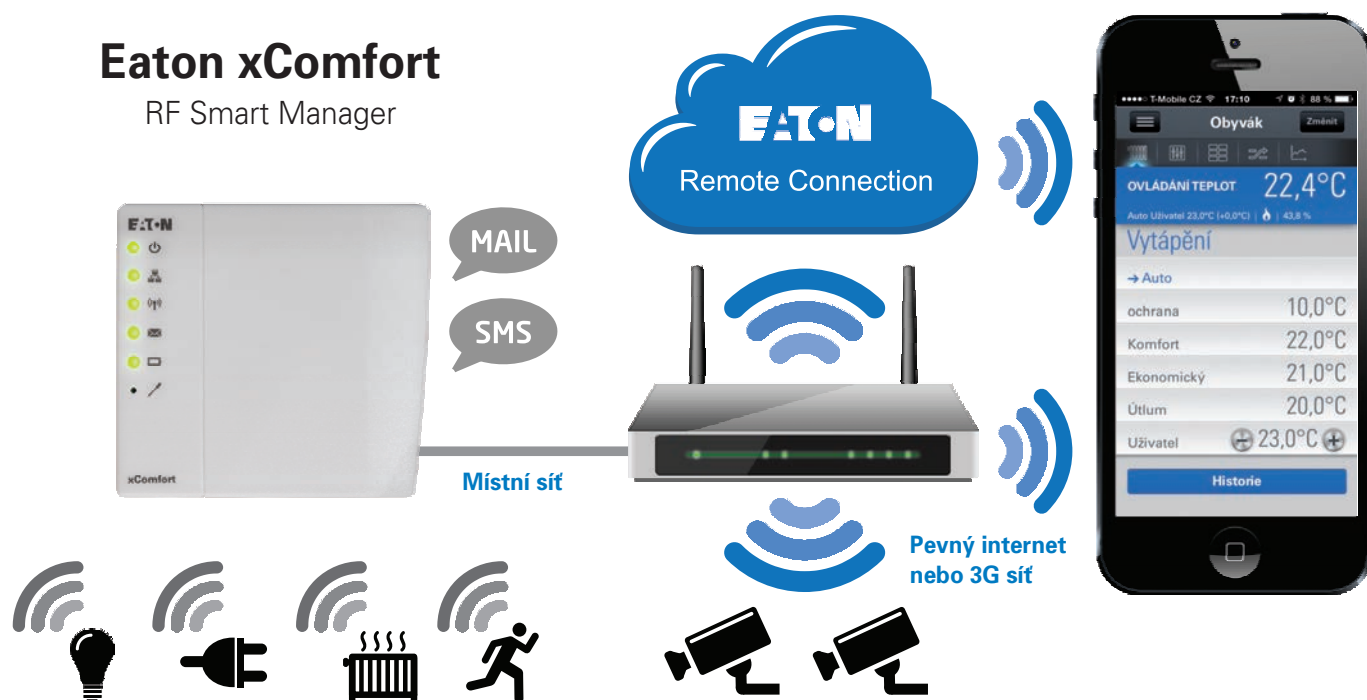 Eaton xComfort
RF Smart Manager
EATON
xComfort
MAIL
SMS
Místní síť
EATON
Remote Connection
Pevný internet
nebo 3G síť
T-Mobile CZ 17:10 88 %
Obyvák Změnit
OVLÁDÁNÍ TEPLOT 22,4°C
Auto Uživatel 23,0°C (+0,0°C) | 43,8 %
Vytápění
→ Auto
ochrana 10,0°C
Komfort 22,0°C
Ekonomický 21,0°C
Útlum 20,0°C
Uživatel 23,0°C
Historie